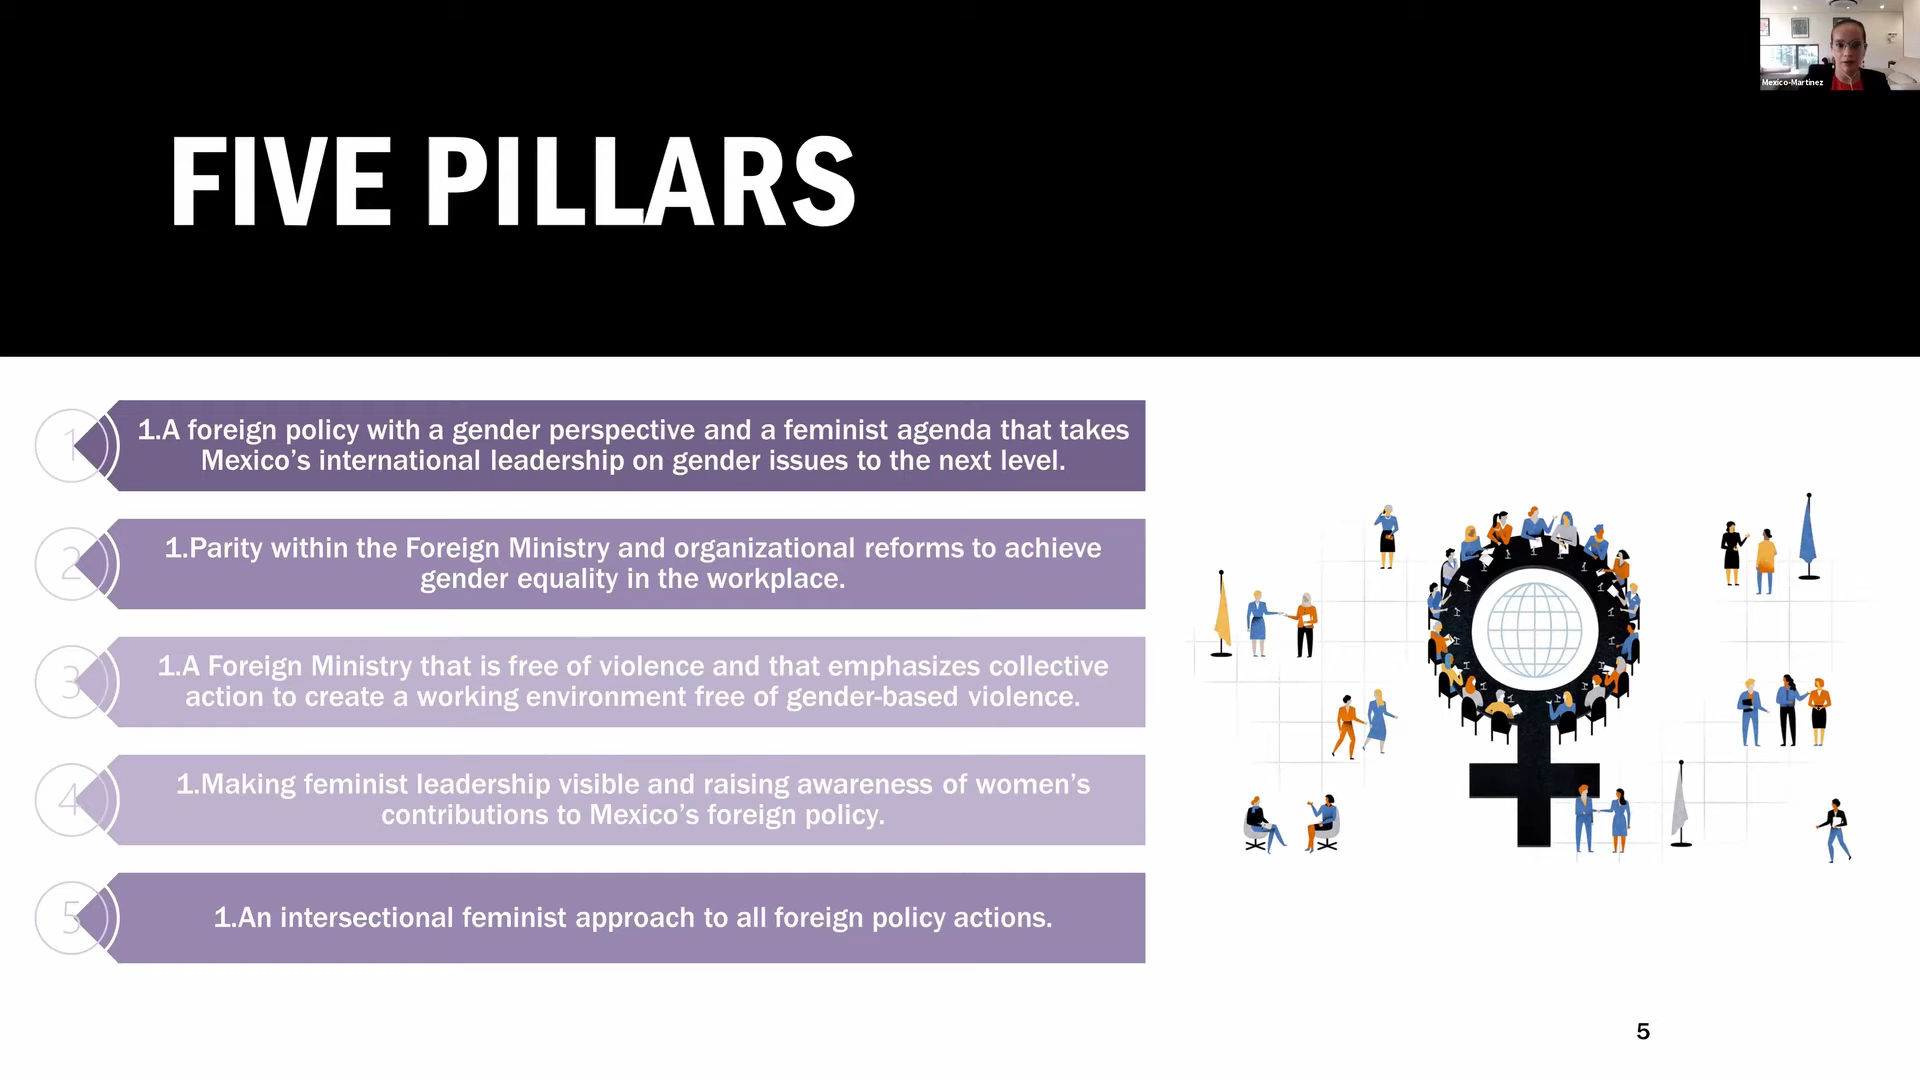 Mexico-Martinez
FIVE PILLARS
1
1.A foreign policy with a gender perspective and a feminist agenda that takes
Mexico’s international leadership on gender issues to the next level.
2
1.Parity within the Foreign Ministry and organizational reforms to achieve
gender equality in the workplace.
3
1.A Foreign Ministry that is free of violence and that emphasizes collective
action to create a working environment free of gender-based violence.
4
1.Making feminist leadership visible and raising awareness of women’s
contributions to Mexico’s foreign policy.
5
1.An intersectional feminist approach to all foreign policy actions.
5